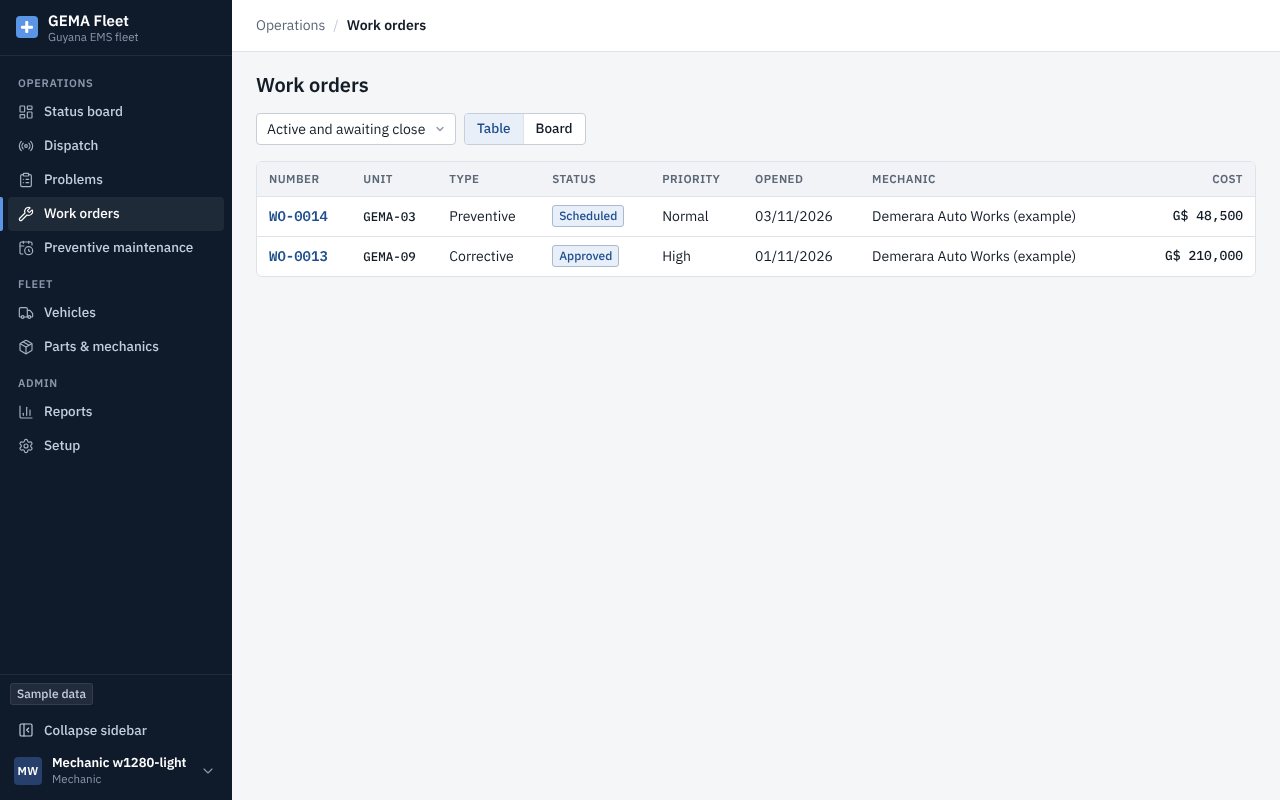 GEMA Fleet
Guyana EMS fleet
OPERATIONS
Status board
Dispatch
Problems
Work orders
Preventive maintenance
FLEET
Vehicles
Parts & mechanics
ADMIN
Reports
Setup
Sample data
Collapse sidebar
MW Mechanic w1280-light
Mechanic
Operations / Work orders
Work orders
Active and awaiting close Table Board
NUMBER UNIT TYPE STATUS PRIORITY OPENED MECHANIC COST
WO-0014 GEMA-03 Preventive Scheduled Normal 03/11/2026 Demerara Auto Works (example) G$ 48,500
WO-0013 GEMA-09 Corrective Approved High 01/11/2026 Demerara Auto Works (example) G$ 210,000